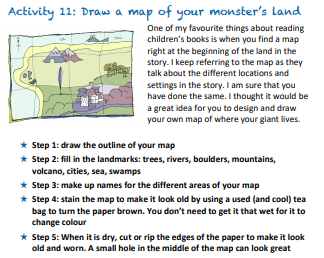 Activity 11: Draw a map of your monster's land
One of my favourite things about reading
children's books is when you find a map
right at the beginning of the land in the
story. I keep referring to the map as they
talk about the different locations and
settings in the story. I am sure that you
have done the same. I thought it would be
a great idea for you to design and draw
your own map of where your giant lives.
★ Step 1: draw the outline of your map
★ Step 2: fill in the landmarks: trees, rivers, boulders, mountains,
volcano, cities, sea, swamps
★ Step 3: make up names for the different areas of your map
★ Step 4: stain the map to make it look old by using a used (and cool) tea
bag to turn the paper brown. You don't need to get it that wet for it to
change colour
★ Step 5: When it is dry, cut or rip the edges of the paper to make it look
old and worn. A small hole in the middle of the map can look great